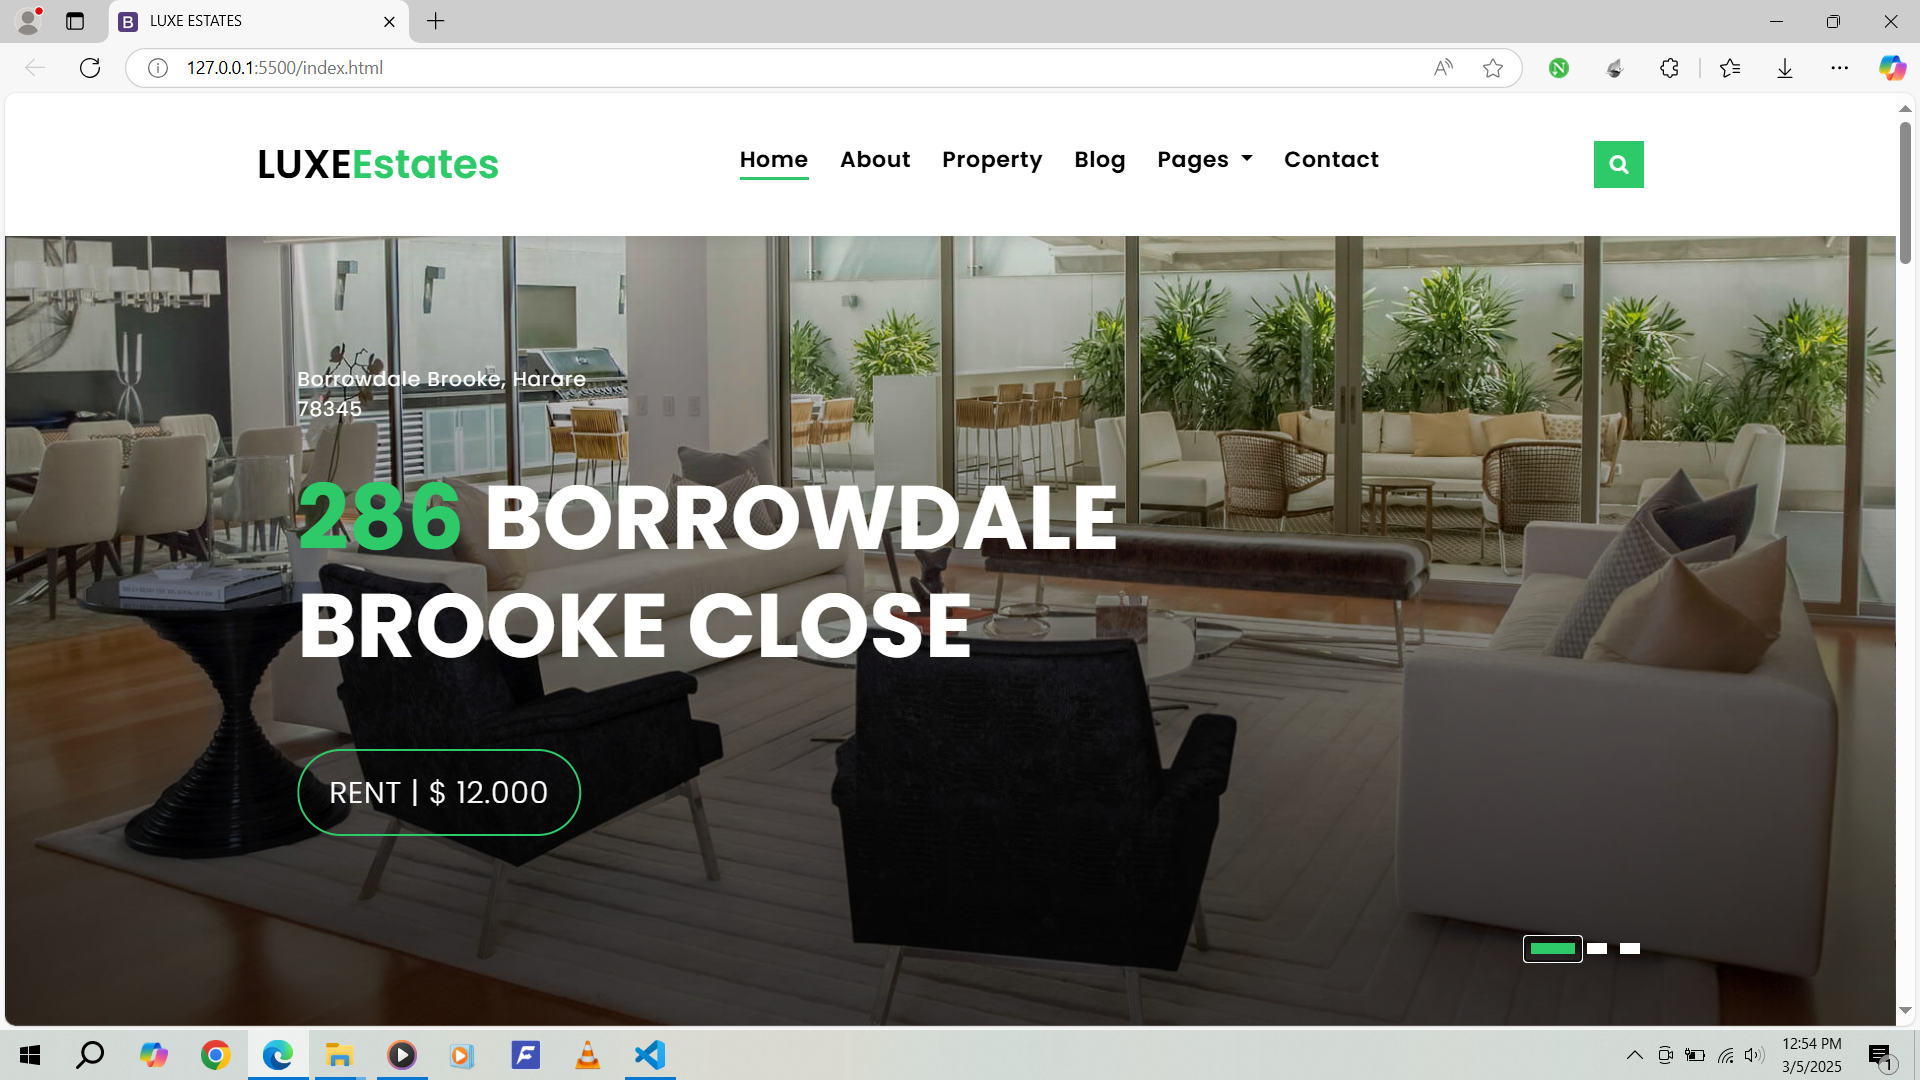 LUXE ESTATES
127.0.0.1:5500/index.html
LUXEEstates
Home About Property Blog Pages Contact
Borrowdale Brooke, Harare
78345
286 BORROWDALE
BROOKE CLOSE
RENT | $ 12.000
12:54 PM
3/5/2025
1